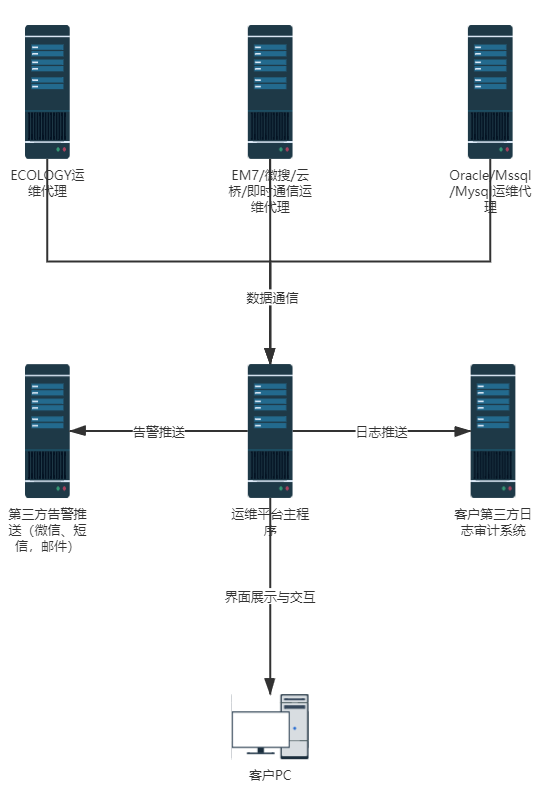 ECOLOGY运
维代理
EM7/微搜/云
桥/即时通信运
维代理
Oracle/Mssql
/Mysql运维代
理
数据通信
告警推送
日志推送
第三方告警推
送（微信、短
信，邮件）
运维平台主程
序
客户第三方日
志审计系统
界面展示与交互
客户PC